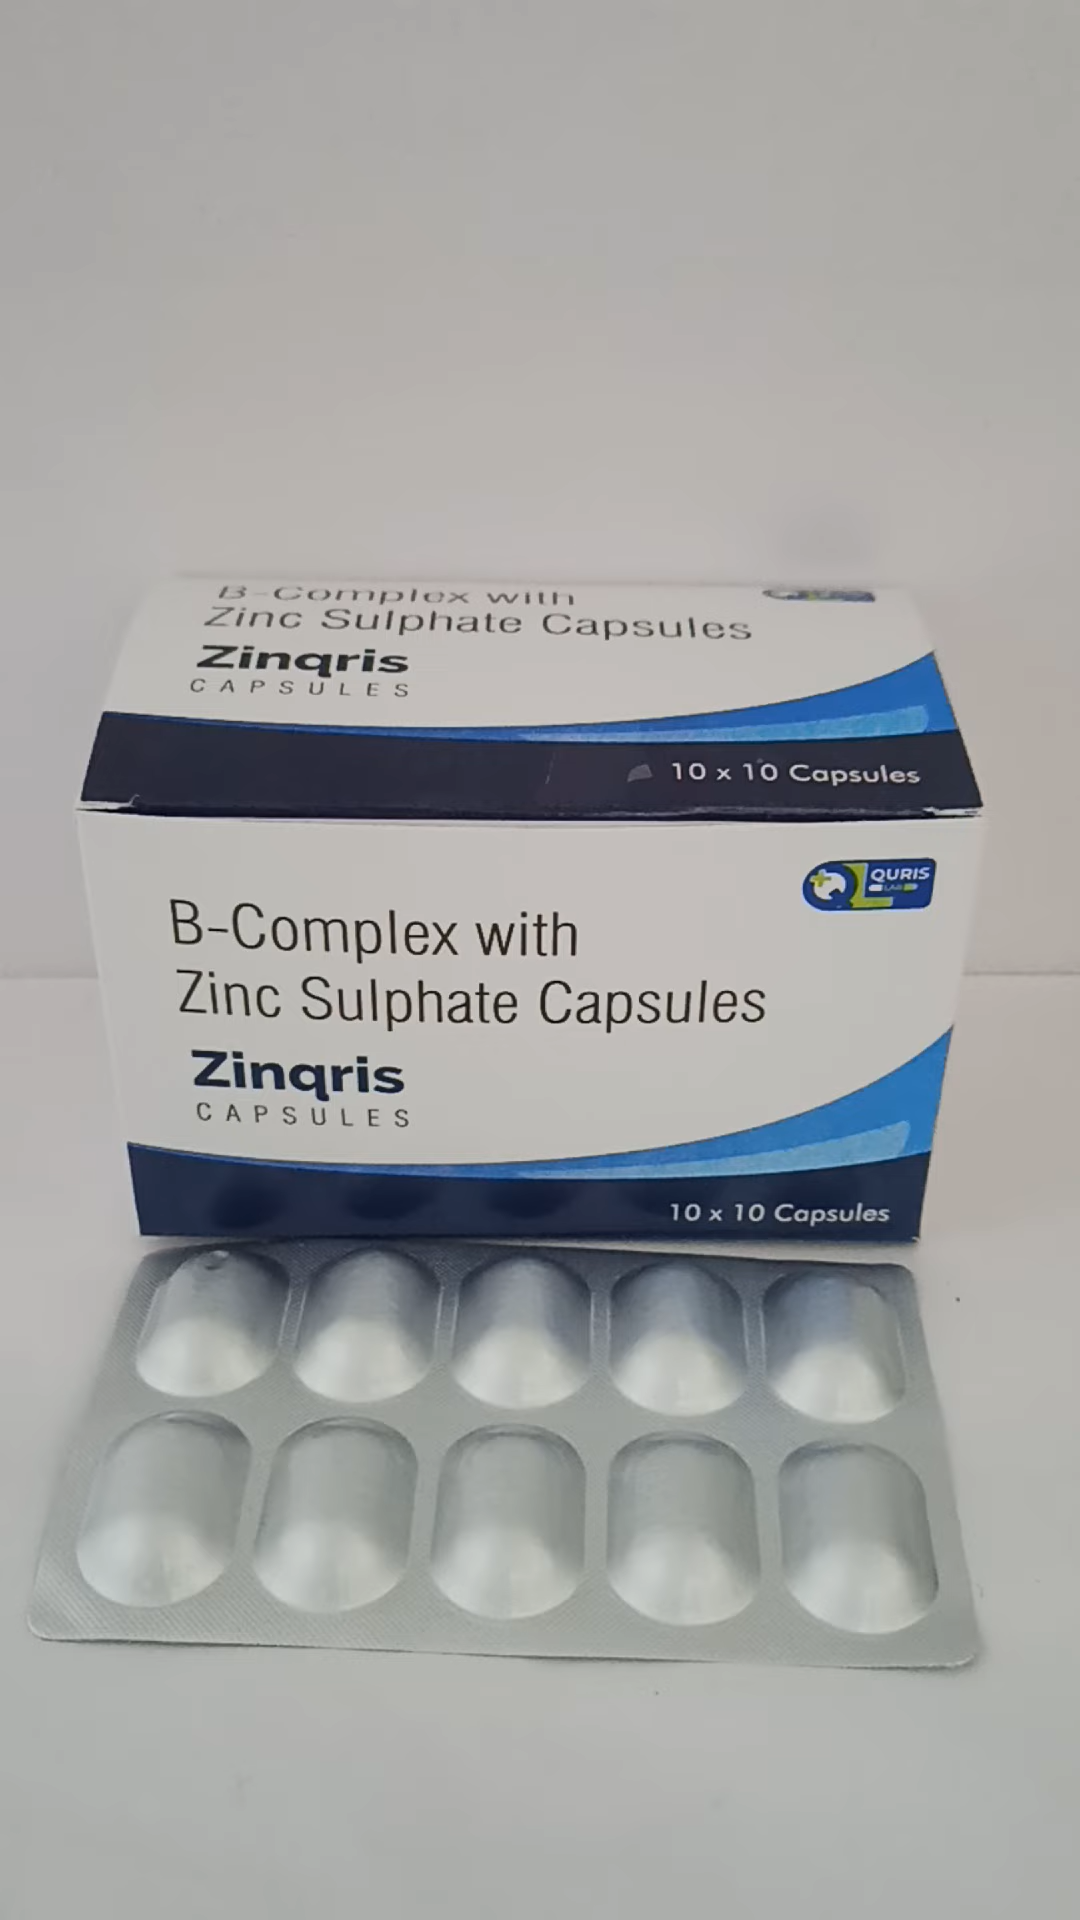 B-Complex with
Zinc Sulphate Capsules
Zinqris
CAPSULES
10 x 10 Capsules
QURIS
LAB
B-Complex with
Zinc Sulphate Capsules
Zinqris
CAPSULES
10 x 10 Capsules